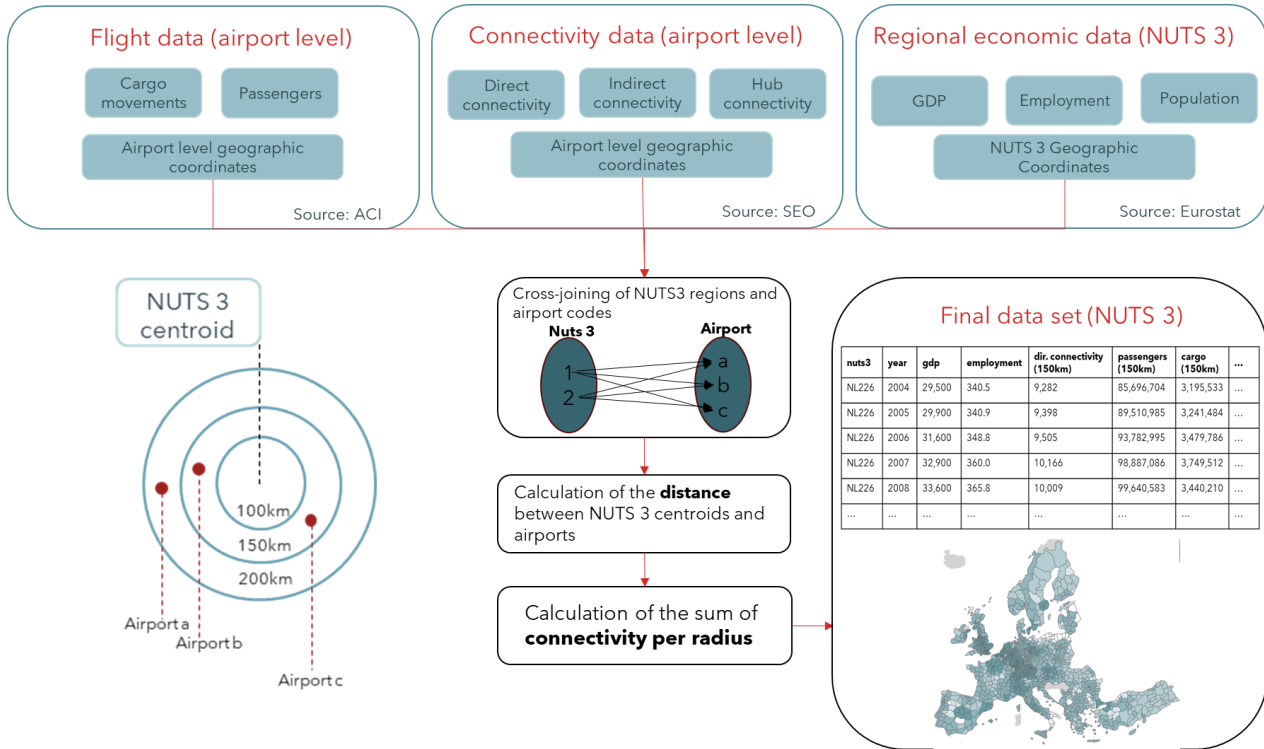 Flight data (airport level)
Cargo
movements
Passengers
Airport level geographic
coordinates
Source: ACI
Connectivity data (airport level)
Direct
connectivity
Indirect
connectivity
Hub
connectivity
Airport level geographic
coordinates
Source: SEO
Regional economic data (NUTS 3)
GDP
Employment
Population
NUTS 3 Geographic
Coordinates
Source: Eurostat
NUTS 3
centroid
100km
150km
200km
Airport a
Airport b
Airport c
Cross-joining of NUTS3 regions and
airport codes
Nuts 3
Airport
1
2
a
b
c
Calculation of the distance
between NUTS 3 centroids and
airports
Calculation of the sum of
connectivity per radius
Final data set (NUTS 3)
nuts3 year gdp employment dir. connectivity (150km) passengers (150km) cargo (150km) ...
NL226 2004 29,500 340.5 9,282 85,696,704 3,195,533 ...
NL226 2005 29,900 340.9 9,398 89,510,985 3,241,484 ...
NL226 2006 31,600 348.8 9,505 93,782,995 3,479,786 ...
NL226 2007 32,900 360.0 10,166 98,887,086 3,749,512 ...
NL226 2008 33,600 365.8 10,009 99,640,583 3,440,210 ...
... ... ... ... ... ... ... ...